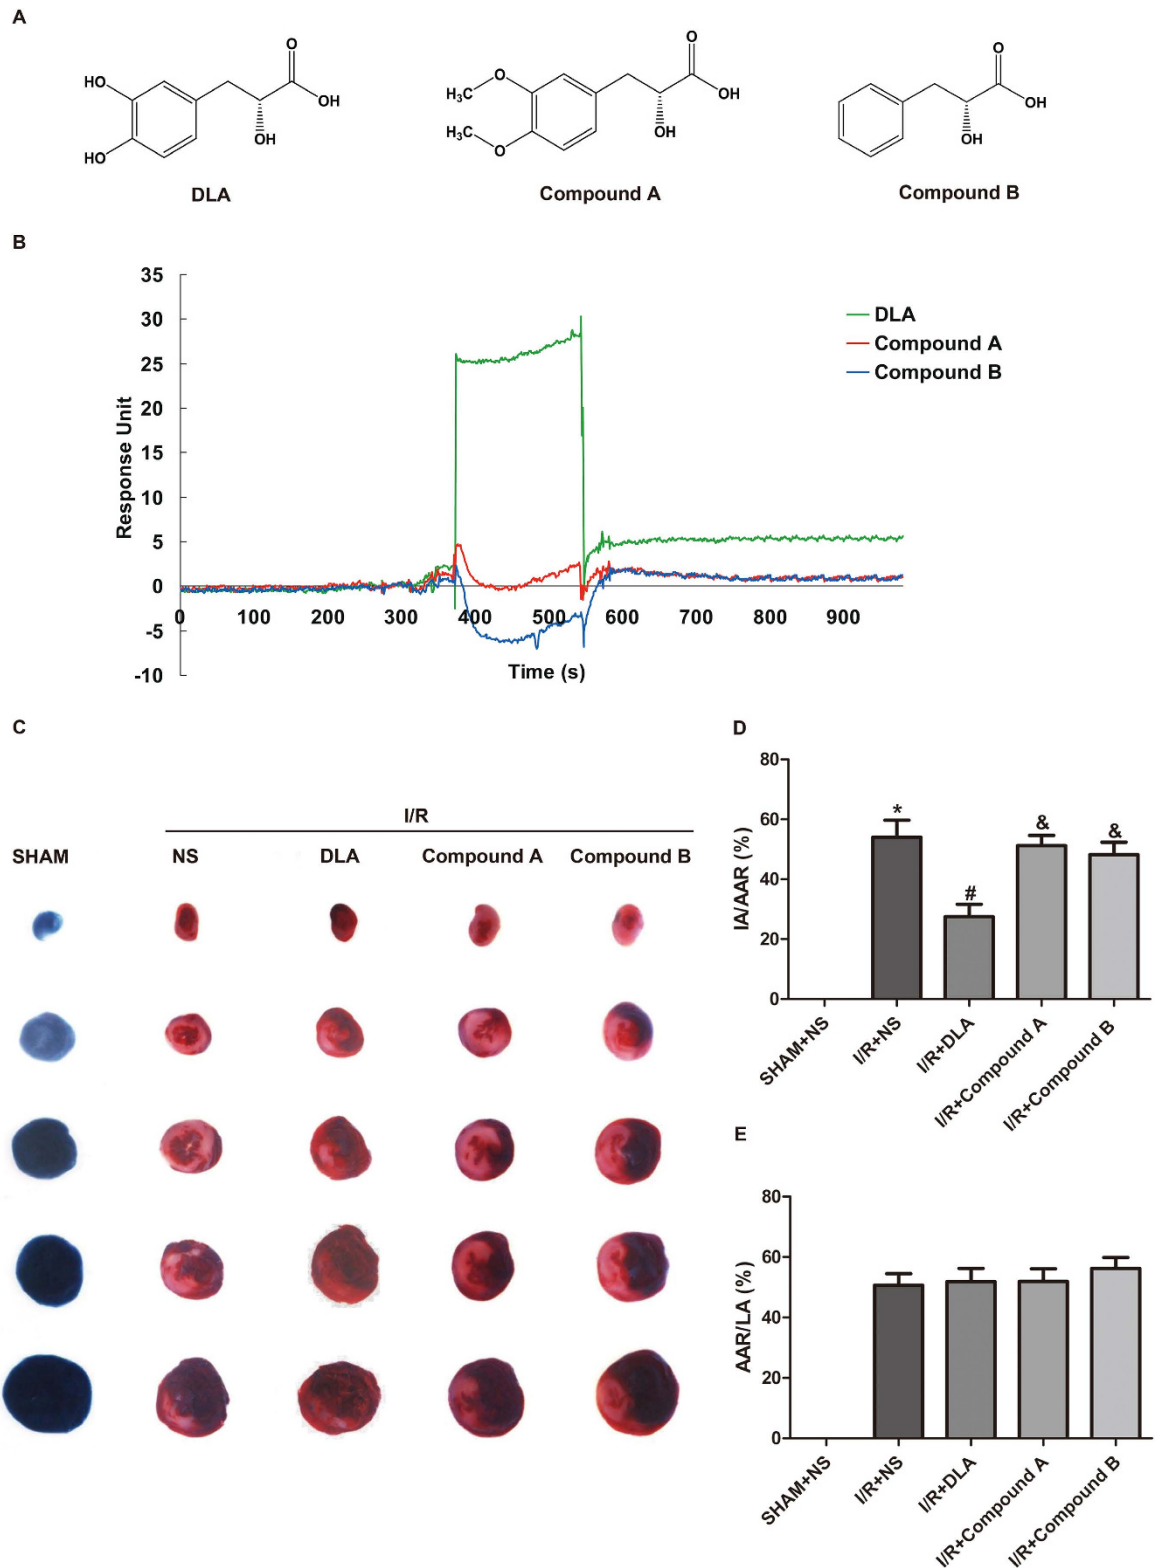 A
HO
HO
O
OH
OH
DLA
H₃C
O
H₃C
O
O
OH
OH
Compound A
O
OH
OH
Compound B
B
35
30
25
20
15
10
5
0
-5
-10
Response Unit
0 100 200 300 400 500 600 700 800 900
Time (s)
DLA
Compound A
Compound B
C
I/R
SHAM NS DLA Compound A Compound B
D
80
60
40
20
0
IA/AAR (%)
*
#
&
&
SHAM+NS
I/R+NS
I/R+DLA
I/R+Compound A
I/R+Compound B
E
80
60
40
20
0
AAR/LA (%)
SHAM+NS
I/R+NS
I/R+DLA
I/R+Compound A
I/R+Compound B